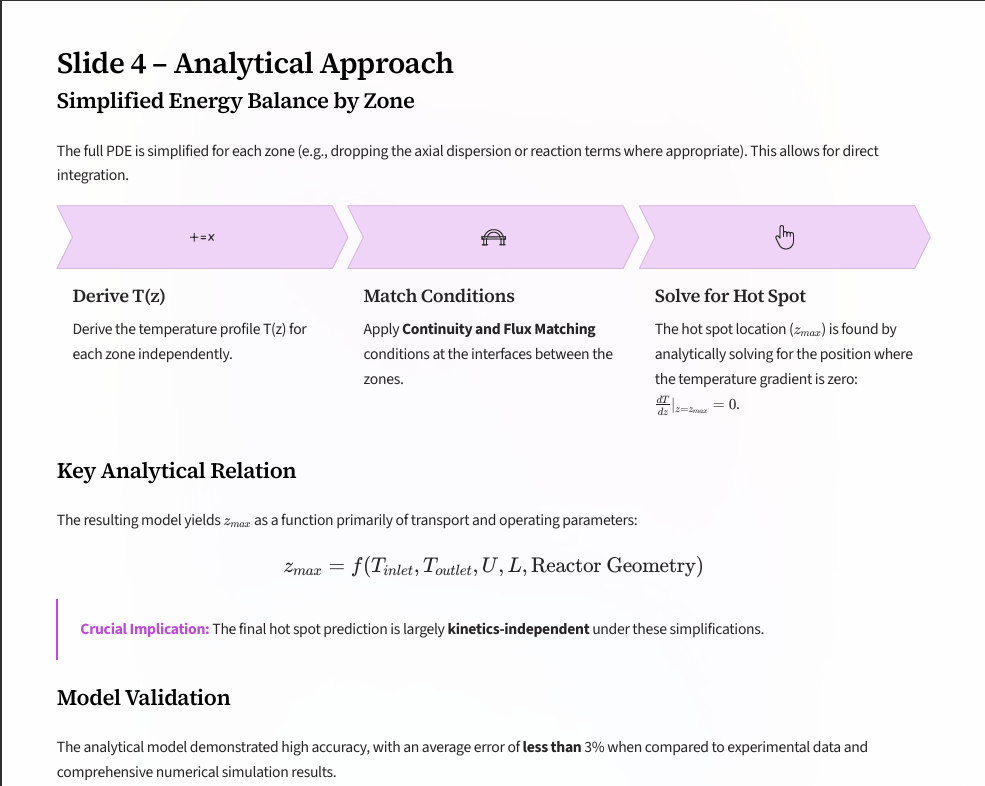 Slide 4 – Analytical Approach
Simplified Energy Balance by Zone
The full PDE is simplified for each zone (e.g., dropping the axial dispersion or reaction terms where appropriate). This allows for direct
integration.
+=x
Derive T(z)
Derive the temperature profile T(z) for
each zone independently.
Match Conditions
Apply Continuity and Flux Matching
conditions at the interfaces between the
zones.
Solve for Hot Spot
The hot spot location (z_{max}) is found by
analytically solving for the position where
the temperature gradient is zero:
\frac{dT}{dz}|_{z=z_{max}} = 0.
Key Analytical Relation
The resulting model yields z_{max} as a function primarily of transport and operating parameters:
z_{max} = f(T_{inlet}, T_{outlet}, U, L, Reactor Geometry)
Crucial Implication: The final hot spot prediction is largely kinetics-independent under these simplifications.
Model Validation
The analytical model demonstrated high accuracy, with an average error of less than 3% when compared to experimental data and
comprehensive numerical simulation results.